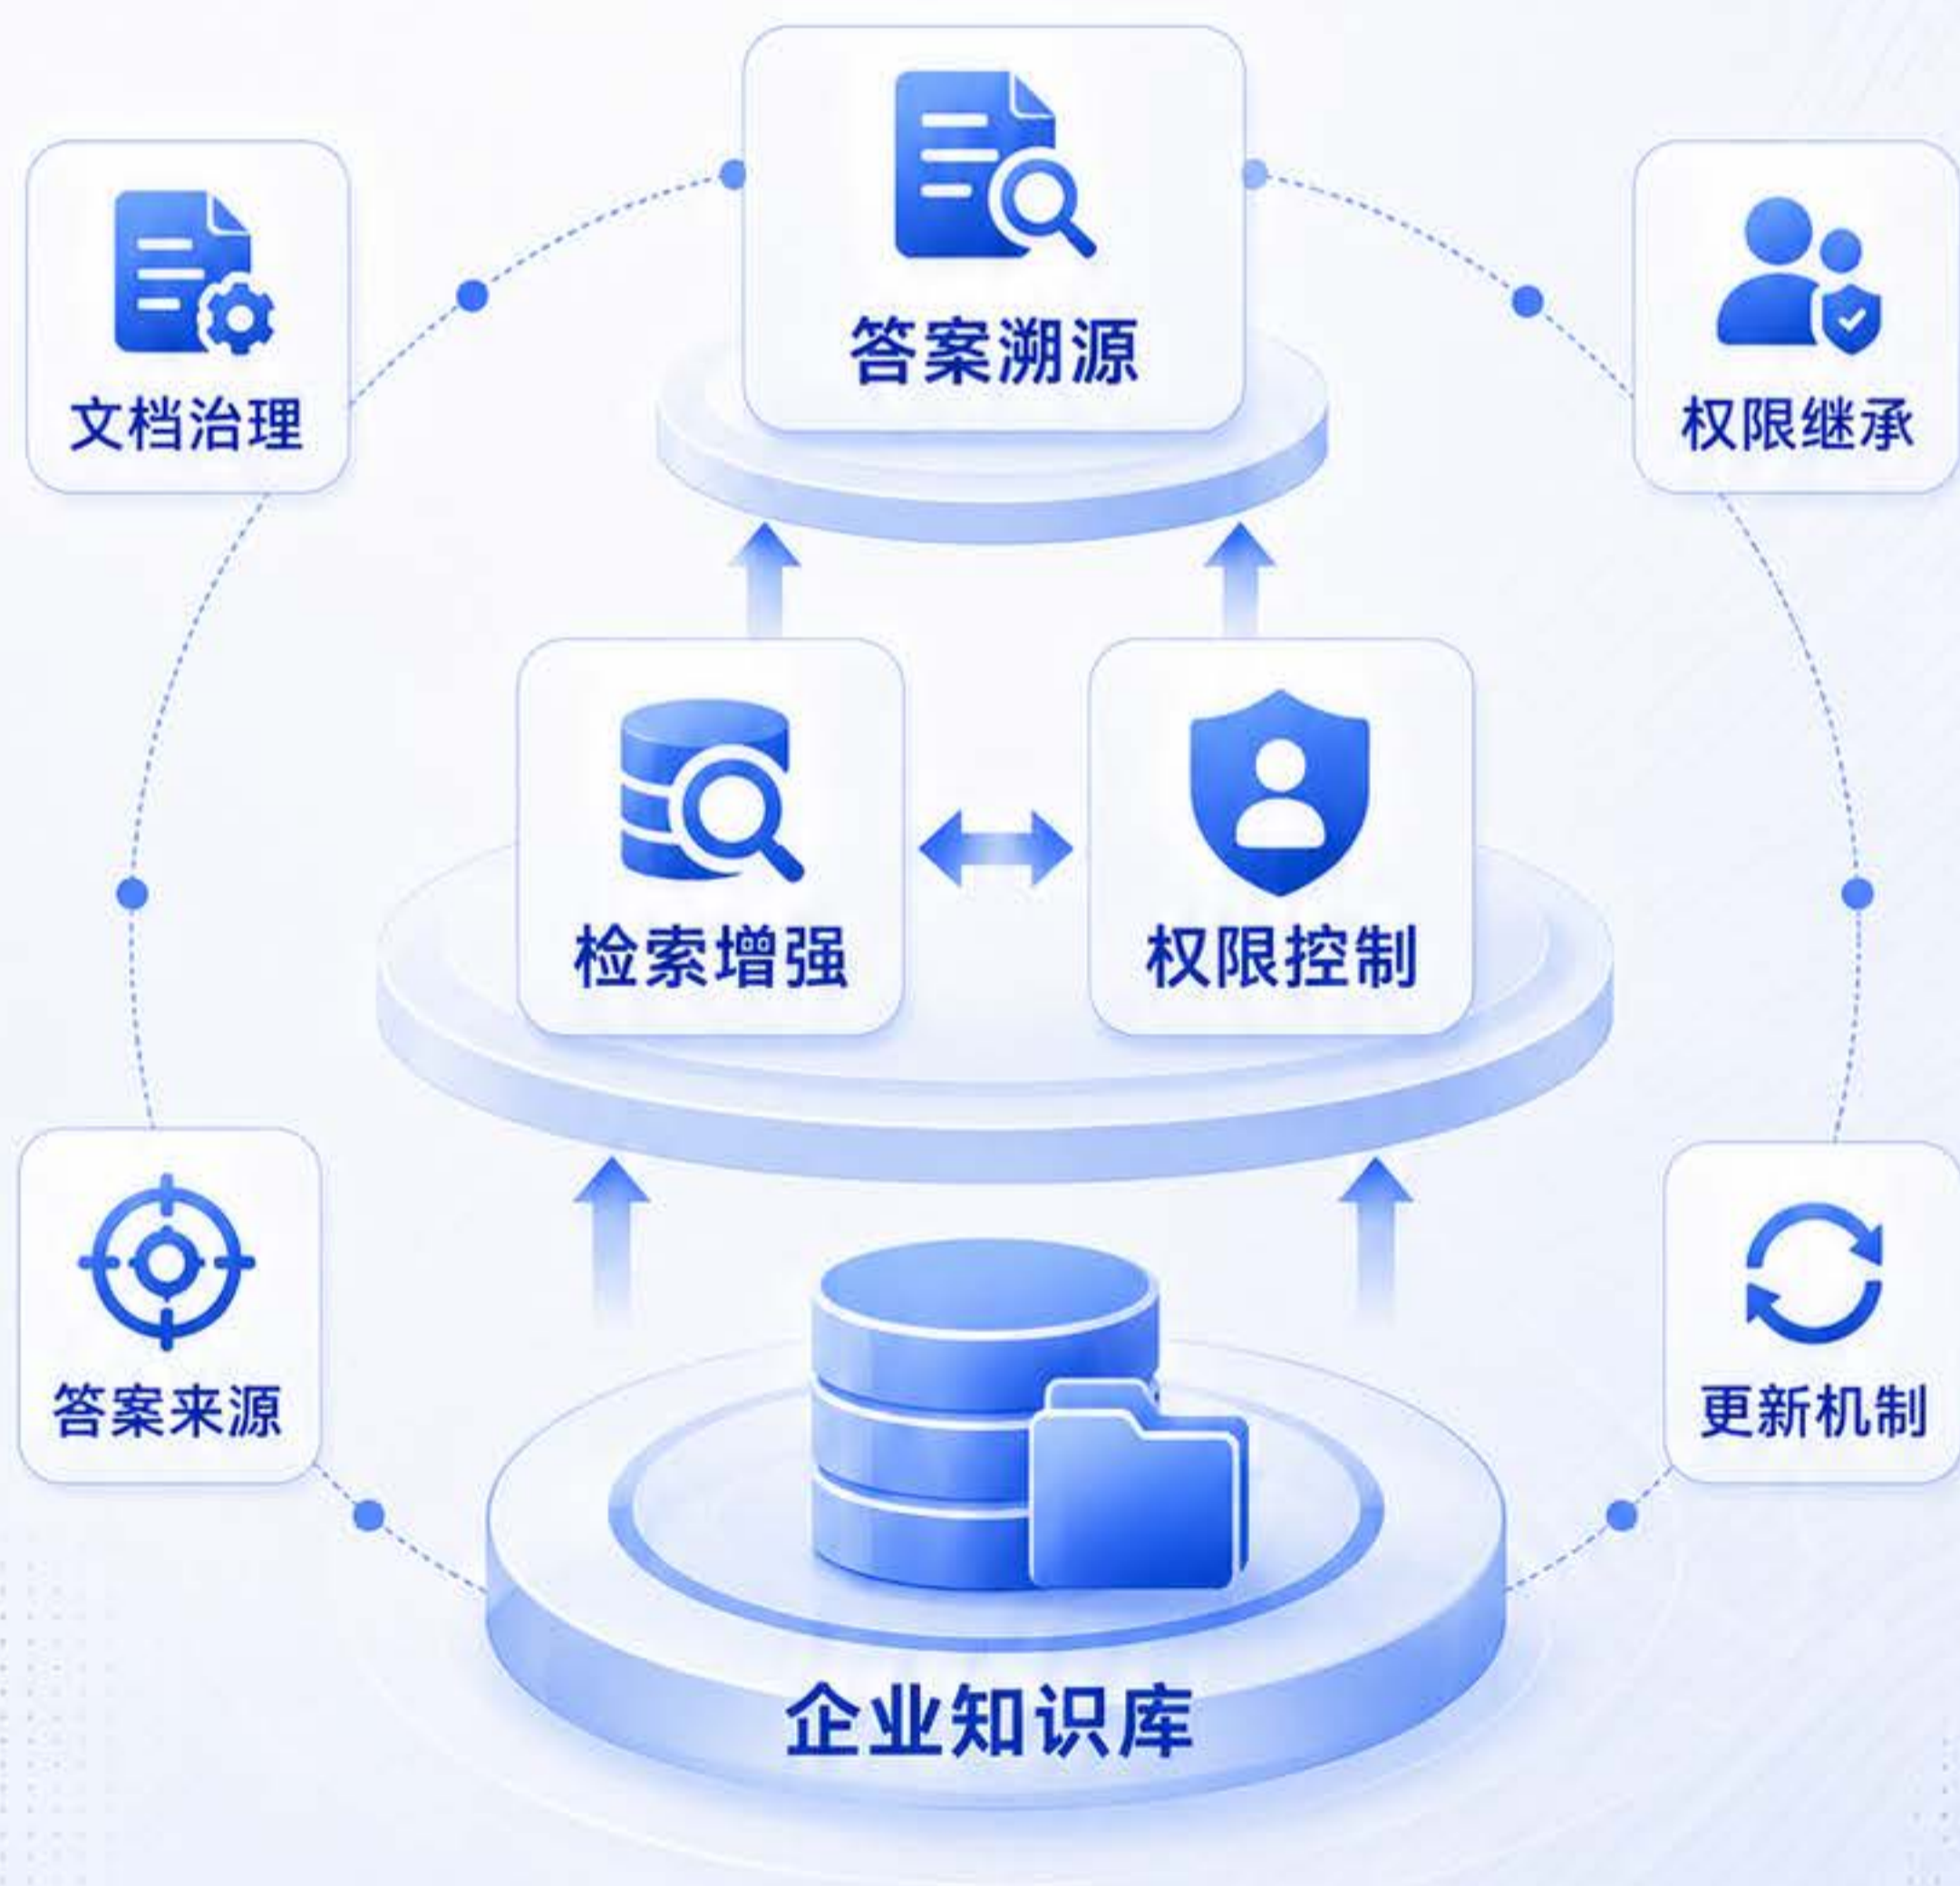 答案溯源
文档治理
权限继承
检索增强
权限控制
答案来源
更新机制
企业知识库